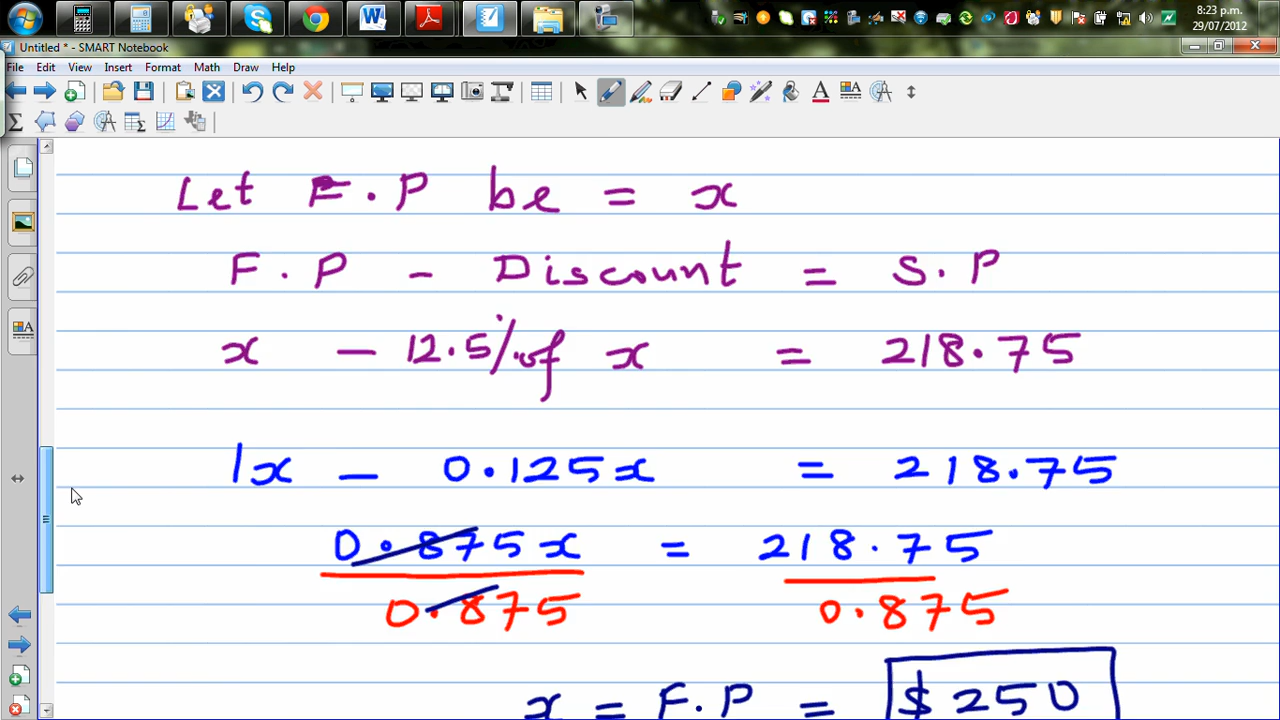 8:23 p.m.
29/07/2012
Untitled * - SMART Notebook
File Edit View Insert Format Math Draw Help
Let F.P be = x
F.P - Discount = S.P
x - 12.5% of x = 218.75
1x - 0.125x = 218.75
0.875x = 218.75
0.875 0.875
x = F.P = $250